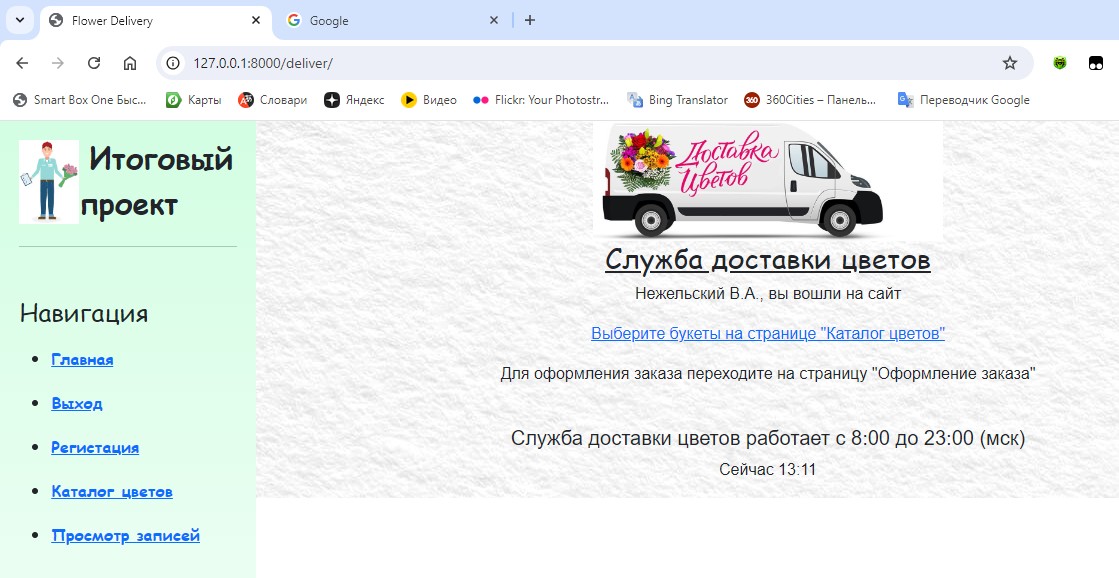 Flower Delivery
Google
127.0.0.1:8000/deliver/
Smart Box One Быс...
Карты
Словари
Яндекс
Видео
Flickr: Your Photostr...
Bing Translator
360Cities – Панель...
Переводчик Google
Итоговый
проект
Навигация
Главная
Выход
Регистация
Каталог цветов
Просмотр записей
Доставка
Цветов
Служба доставки цветов
Нежельский В.А., вы вошли на сайт
Выберите букеты на странице "Каталог цветов"
Для оформления заказа переходите на страницу "Оформление заказа"
Служба доставки цветов работает с 8:00 до 23:00 (мск)
Сейчас 13:11